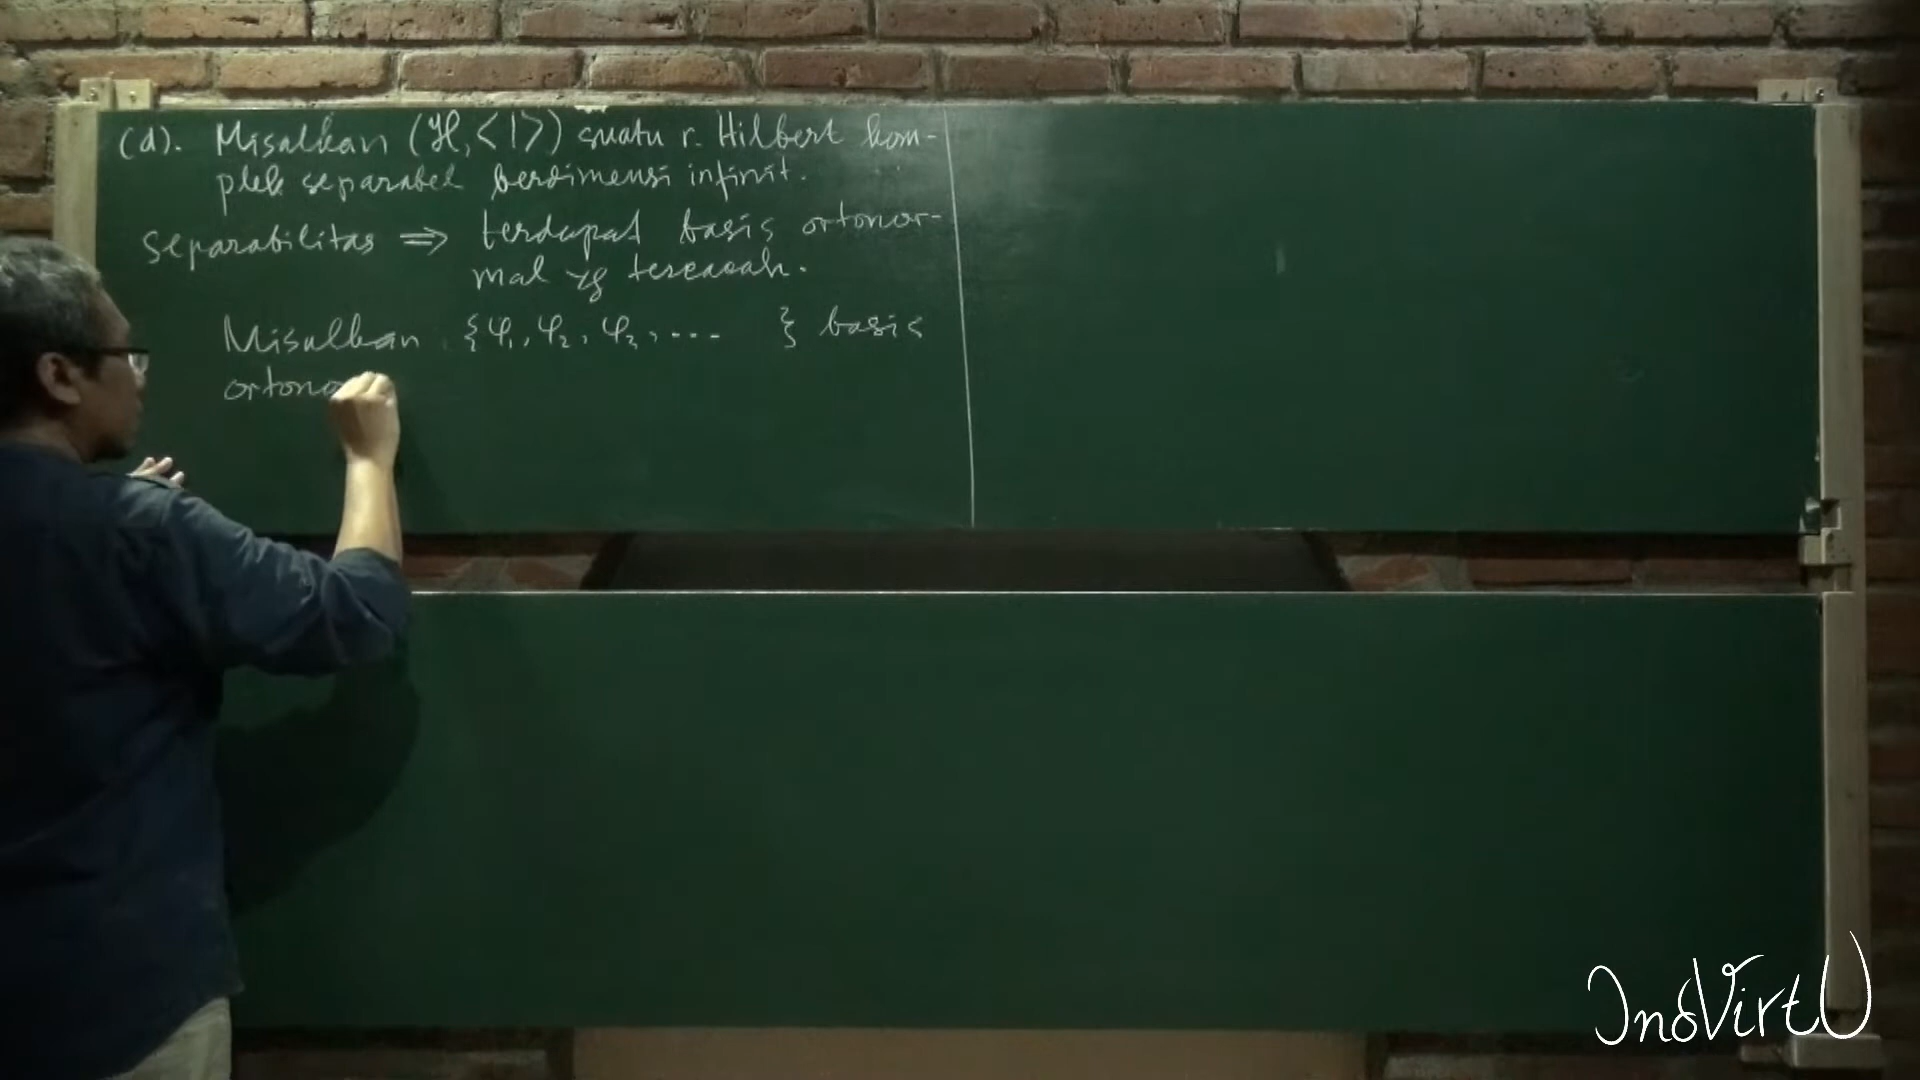 (d). Misalkan (ℋ,<|>) suatu r. Hilbert kom-
plek separabel berdimensi infinit.
separabilitas ⇒ terdapat basis ortonor-
mal yg tercacah.
Misalkan {φ₁, φ₂, φ₃, ... } basis
ortono
InoVirtU